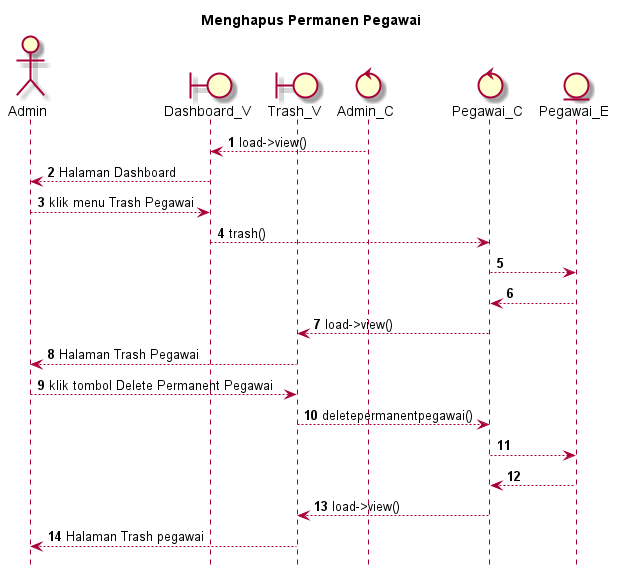 Menghapus Permanen Pegawai
Admin Dashboard_V Trash_V Admin_C Pegawai_C Pegawai_E
1 load->view()
2 Halaman Dashboard
3 klik menu Trash Pegawai
4 trash()
5
6
7 load->view()
8 Halaman Trash Pegawai
9 klik tombol Delete Permanent Pegawai
10 deletepermanentpegawai()
11
12
13 load->view()
14 Halaman Trash pegawai